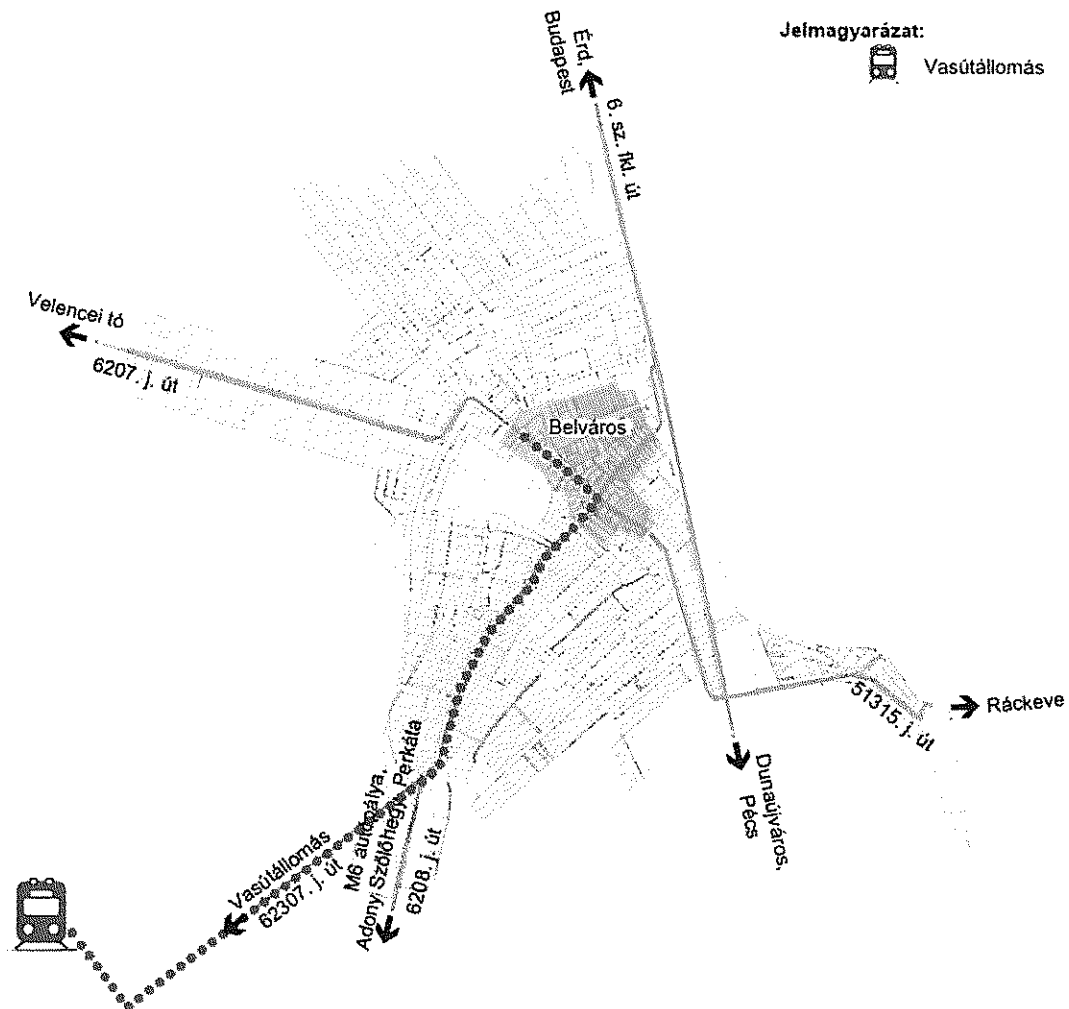 Jelmagyarázat:
Vasútállomás
Érd,
Budapest
6. sz. fkl. út
Velencei tó
6207. j. út
Belváros
51315. j. út
Ráckeve
Dunaújváros,
Pécs
M6 autópálya,
Adony Szőlőhegy, Perkáta
6208. j. út
Vasútállomás
62307. j. út